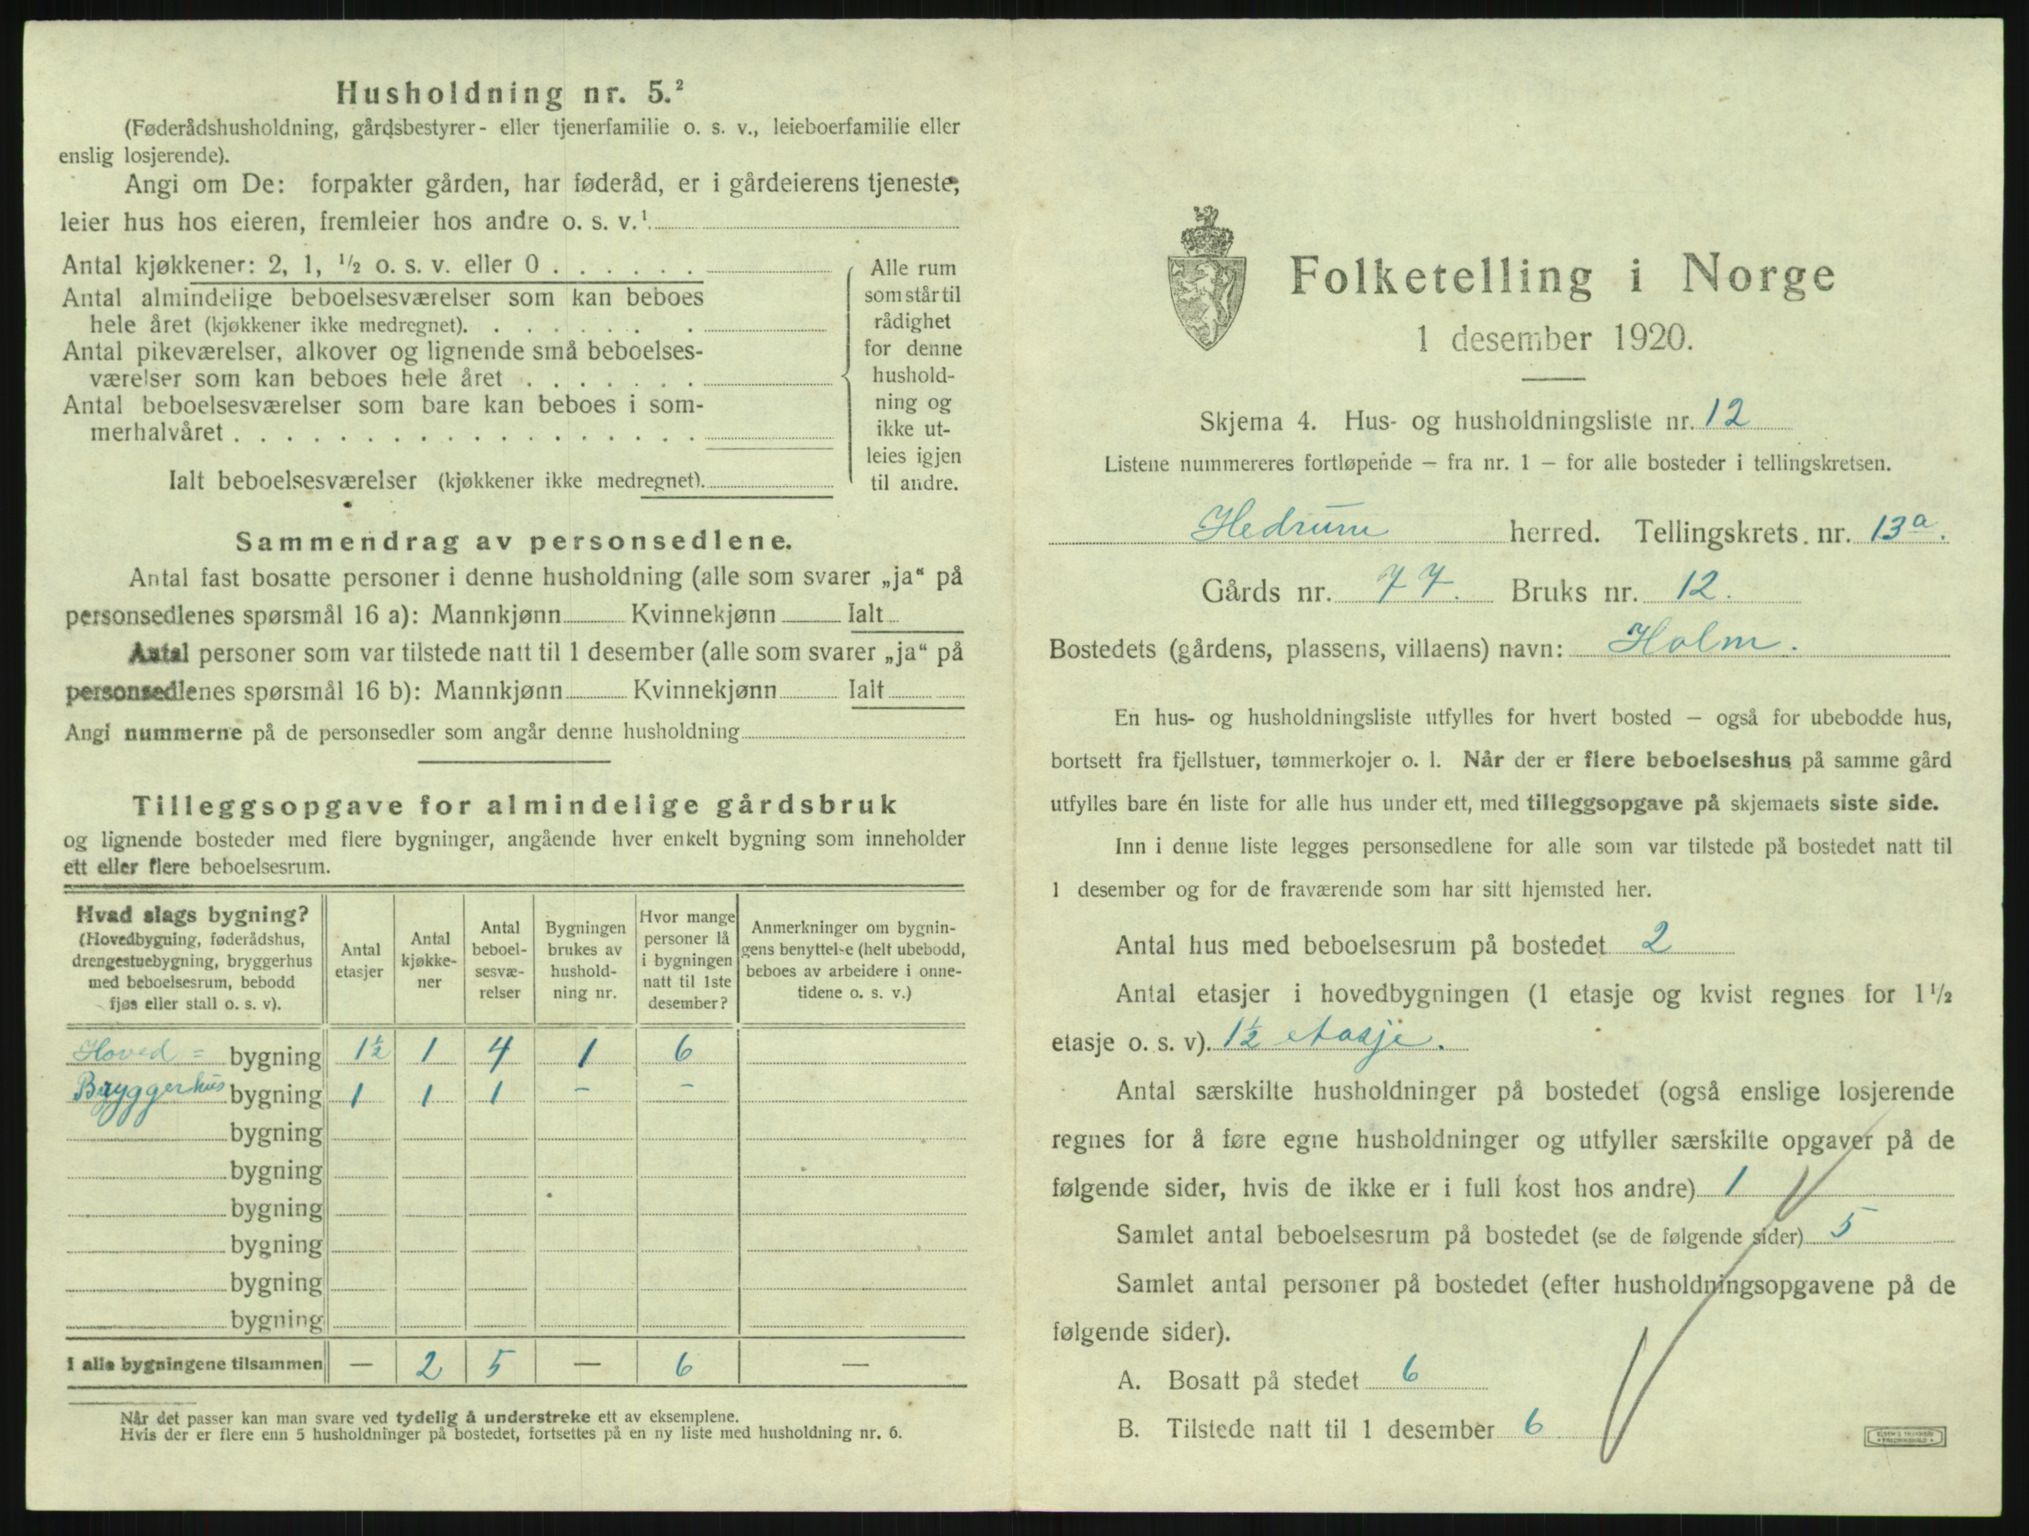 Husholdning nr. 5.²
(Føderådshusholdning, gårdsbestyrer- eller tjenerfamilie o. s. v., leieboerfamilie eller
enslig losjerende).
Angi om De: forpakter gården, har føderåd, er i gårdeierens tjeneste,
leier hus hos eieren, fremleier hos andre o. s. v.¹
Antal kjøkkener: 2, 1, ½ o. s. v. eller 0 . . . . . .
Antal almindelige beboelsesværelser som kan beboes
hele året (kjøkkener ikke medregnet). . . . . . . .
Antal pikeværelser, alkover og lignende små beboelses-
værelser som kan beboes hele året . . . . . . .
Antal beboelsesværelser som bare kan beboes i som-
merhalvåret . . . . . . . . . . . . . . . . . .
Ialt beboelsesværelser (kjøkkener ikke medregnet).
Alle rum
som står til
rådighet
for denne
hushold-
ning og
ikke ut-
leies igjen
til andre.
Sammendrag av personsedlene.
Antal fast bosatte personer i denne husholdning (alle som svarer „ja“ på
personsedlenes spørsmål 16 a): Mannkjønn Kvinnekjønn Ialt
Antal personer som var tilstede natt til 1 desember (alle som svarer „ja“ på
personsedlenes spørsmål 16 b): Mannkjønn Kvinnekjønn Ialt
Angi nummerne på de personsedler som angår denne husholdning
Tilleggsopgave for almindelige gårdsbruk
og lignende bosteder med flere bygninger, angående hver enkelt bygning som inneholder
ett eller flere beboelsesrum.
Hvad slags bygning?
(Hovedbygning, føderådshus,
drengestuebygning, bryggerhus
med beboelsesrum, bebodd
fjøs eller stall o. s. v).
Antal
etasjer
Antal
kjøkke-
ner
Antal
beboel-
sesvæ-
relser
Bygningen
brukes av
hushold-
ning nr.
Hvor mange
personer lå
i bygningen
natt til 1ste
desember?
Anmerkninger om bygnin-
gens benyttelse (helt ubebodd,
beboes av arbeidere i onne-
tidene o. s. v.)
Hoved= bygning 1½ 1 4 1 6
Bryggerhus bygning 1 1 1 - -
bygning
bygning
bygning
bygning
bygning
bygning
I alle bygningene tilsammen — 2 5 — 6 —
Når det passer kan man svare ved tydelig å understreke ett av eksemplene.
Hvis der er flere enn 5 husholdninger på bostedet, fortsettes på en ny liste med husholdning nr. 6.
Folketelling i Norge
1 desember 1920.
Skjema 4. Hus- og husholdningsliste nr. 12
Listene nummereres fortløpende — fra nr. 1 — for alle bosteder i tellingskretsen.
Hedrum herred. Tellingskrets. nr. 13a.
Gårds nr. 77. Bruks nr. 12.
Bostedets (gårdens, plassens, villaens) navn: Holm.
En hus- og husholdningsliste utfylles for hvert bosted — også for ubebodde hus,
bortsett fra fjellstuer, tømmerkojer o. l. Når der er flere beboelseshus på samme gård
utfylles bare én liste for alle hus under ett, med tilleggsopgave på skjemaets siste side.
Inn i denne liste legges personsedlene for alle som var tilstede på bostedet natt til
1 desember og for de fraværende som har sitt hjemsted her.
Antal hus med beboelsesrum på bostedet 2
Antal etasjer i hovedbygningen (1 etasje og kvist regnes for 1½
etasje o. s. v). 1½ etasje.
Antal særskilte husholdninger på bostedet (også enslige losjerende
regnes for å føre egne husholdninger og utfyller særskilte opgaver på de
følgende sider, hvis de ikke er i full kost hos andre) 1
Samlet antal beboelsesrum på bostedet (se de følgende sider) 5
Samlet antal personer på bostedet (efter husholdningsopgavene på de
følgende sider).
A. Bosatt på stedet 6
B. Tilstede natt til 1 desember 6